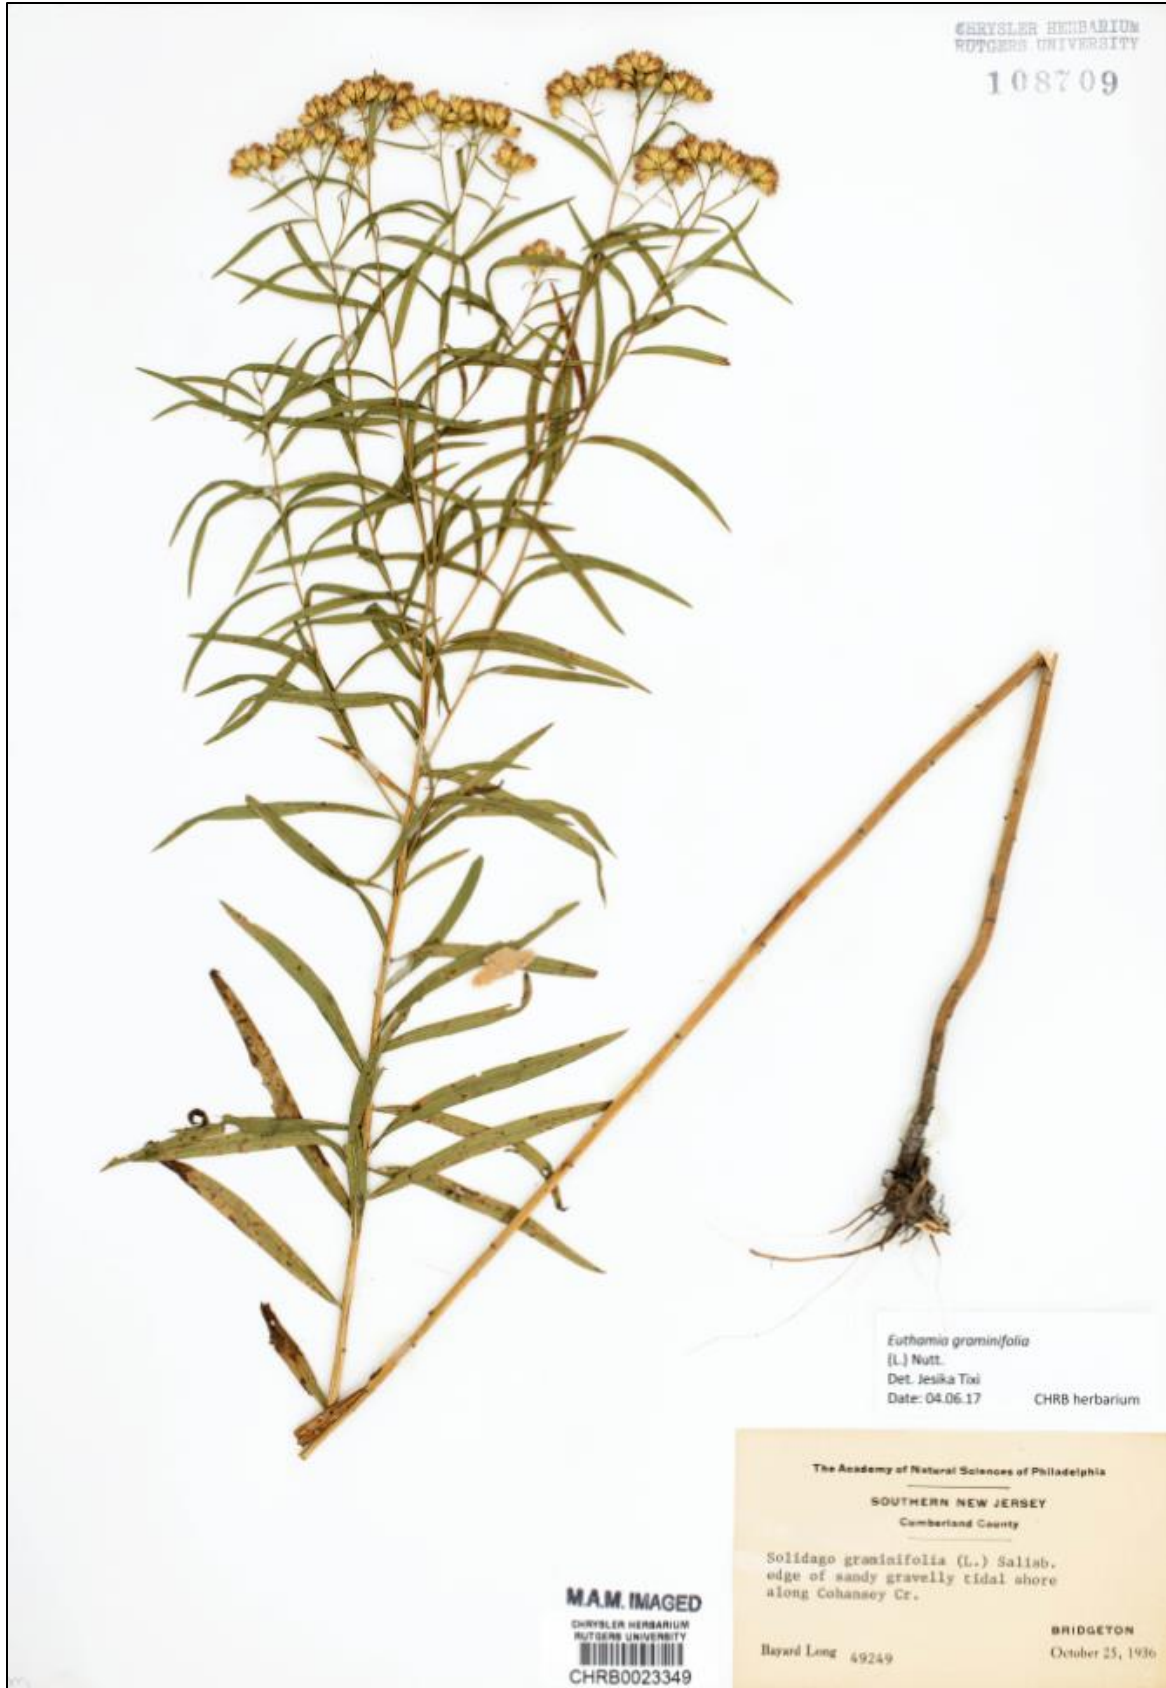 CHRYSLER HERBARIUM
RUTGERS UNIVERSITY
108709
Euthamia graminifolia
(L.) Nutt.
Det. Jesika Tixi
Date: 04.06.17 CHRB herbarium
The Academy of Natural Sciences of Philadelphia
SOUTHERN NEW JERSEY
Cumberland County
Solidago graminifolia (L.) Salisb.
edge of sandy gravelly tidal shore
along Cohansey Cr.
BRIDGETON
Bayard Long 49249 October 25, 1936
M.A.M. IMAGED
CHRYSLER HERBARIUM
RUTGERS UNIVERSITY
CHRB0023349